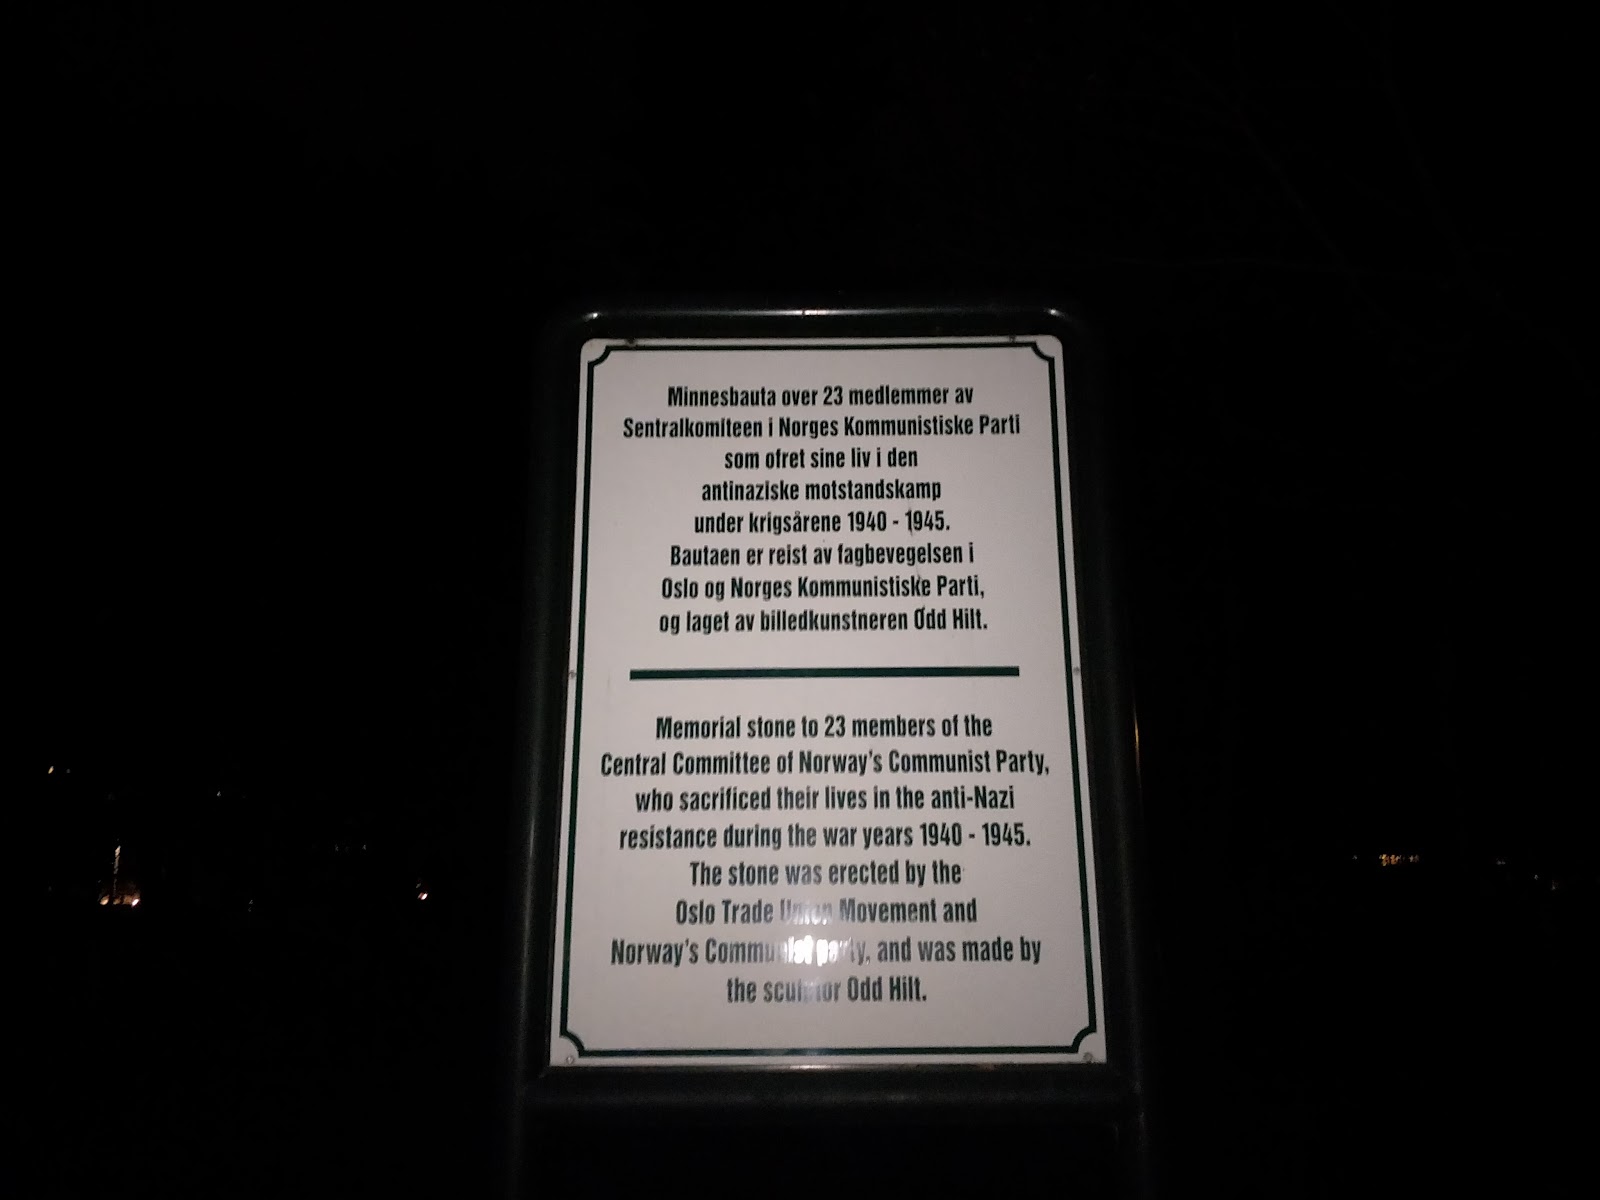 Minnesbauta over 23 medlemmer av
Sentralkomiteen i Norges Kommunistiske Parti
som ofret sine liv i den
antinaziske motstandskamp
under krigsårene 1940 - 1945.
Bautaen er reist av fagbevegelsen i
Oslo og Norges Kommunistiske Parti,
og laget av billedkunstneren Odd Hilt.
Memorial stone to 23 members of the
Central Committee of Norway's Communist Party,
who sacrificed their lives in the anti-Nazi
resistance during the war years 1940 - 1945.
The stone was erected by the
Oslo Trade Union Movement and
Norway's Communist party, and was made by
the sculptor Odd Hilt.